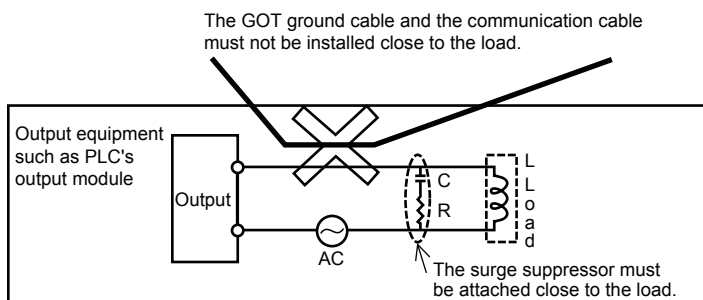 The GOT ground cable and the communication cable
must not be installed close to the load.
Output equipment
such as PLC's
output module
Output
C
R
L
Load
AC
The surge suppressor must
be attached close to the load.